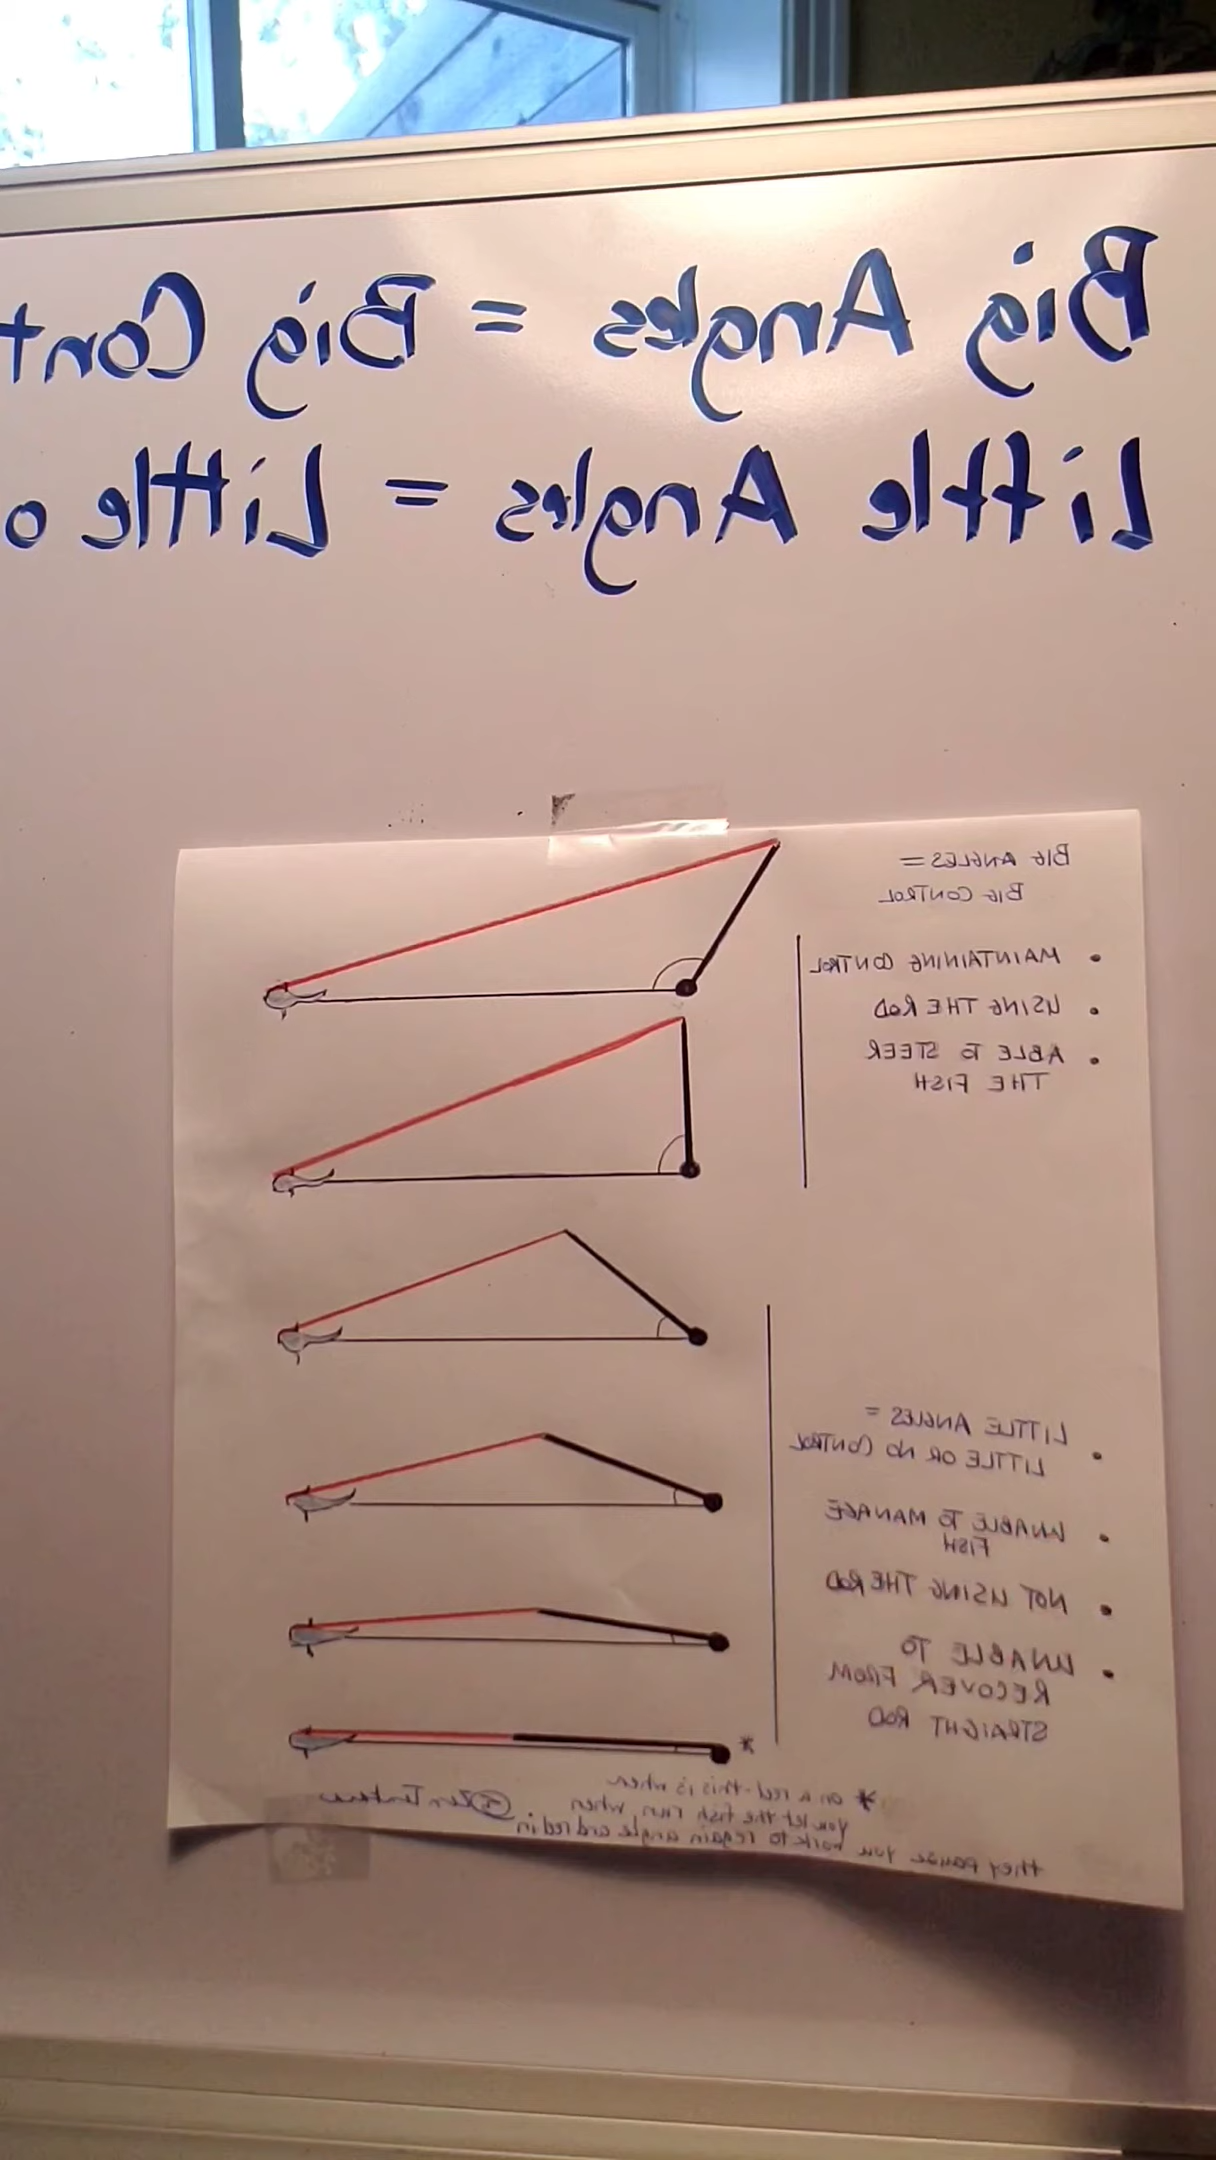 Big Angles = Big Cont
Little Angles = Little o
BIG ANGLES =
BIG CONTROL
• MAINTAINING CONTROL
• USING THE ROD
• ABLE TO STEER
THE FISH
• LITTLE ANGLES =
LITTLE OR NO CONTROL
• UNABLE TO MANAGE
FISH
• NOT USING THE ROD
• UNABLE TO
RECOVER FROM
STRAIGHT ROD
*
* on a reel - this is when
you let the fish run, when
they pause you work to regain angle and reel in.